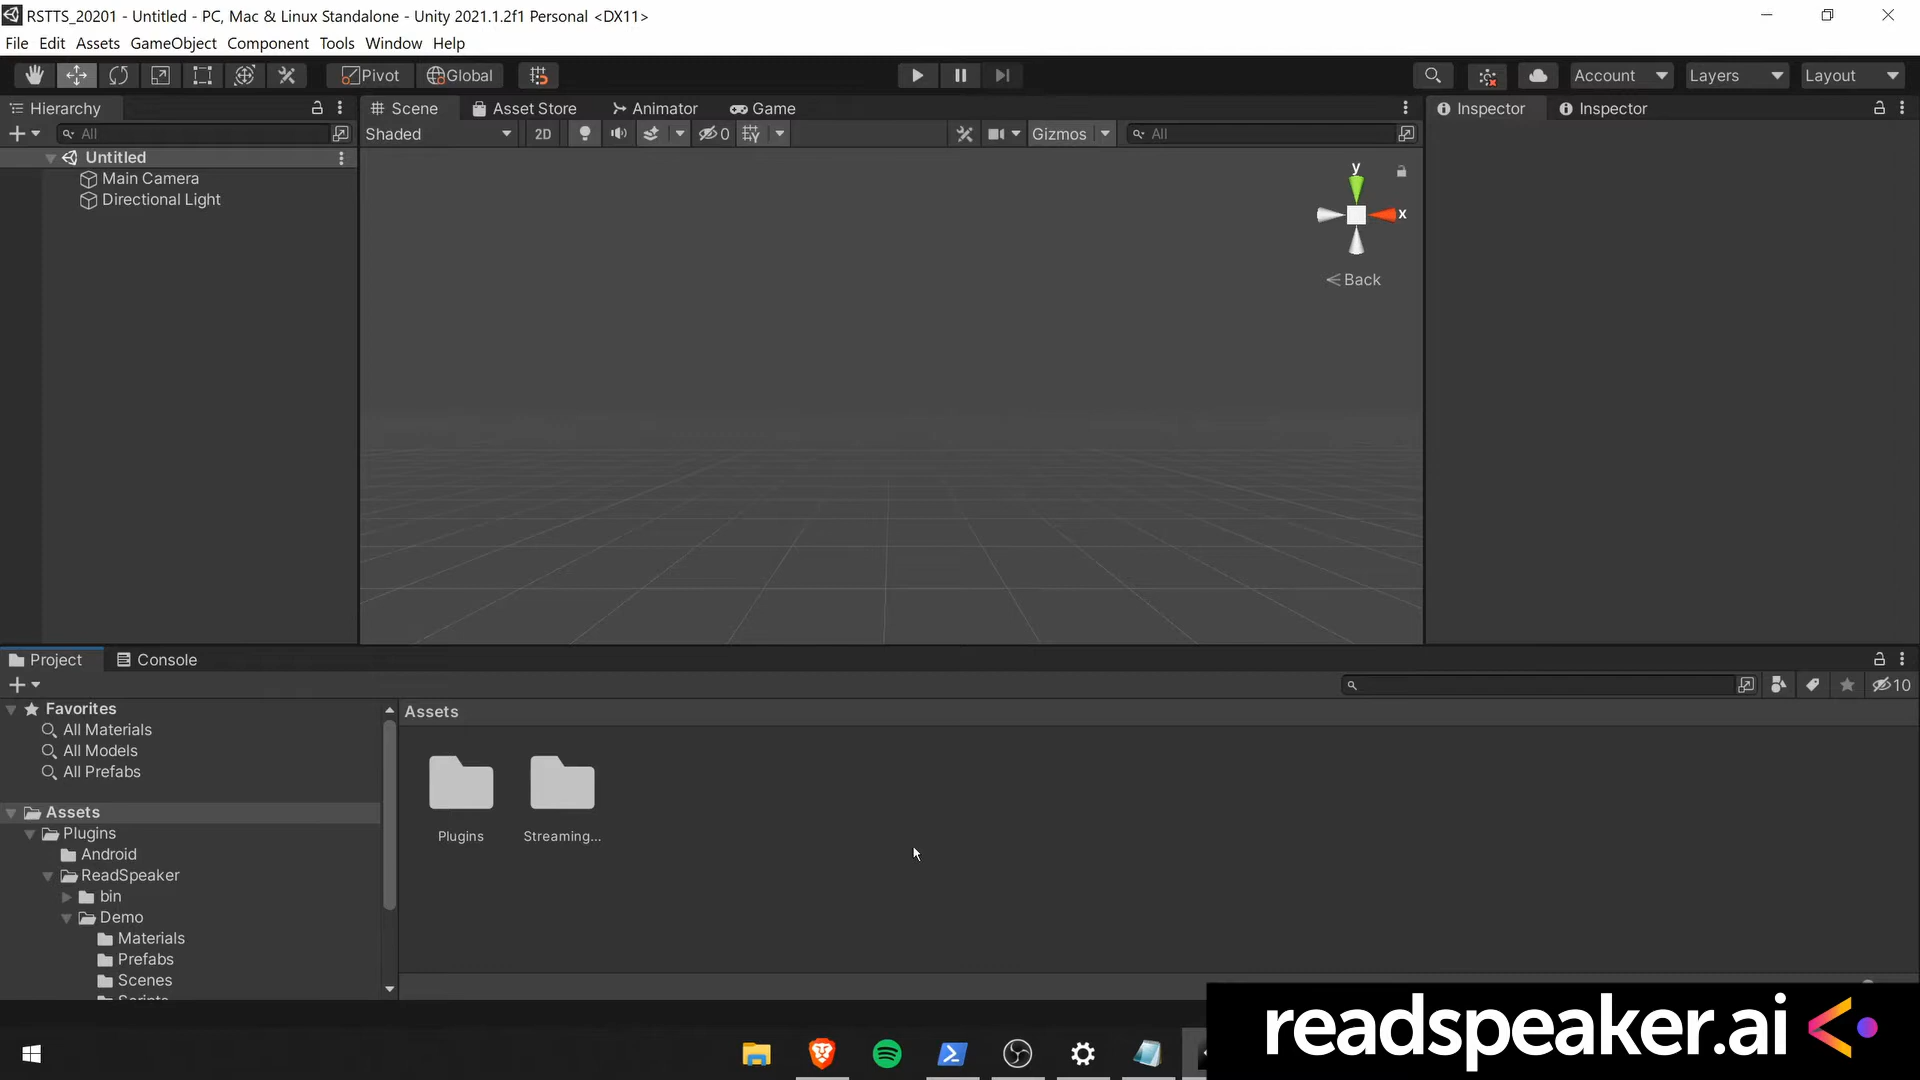 RSTTS_20201 - Untitled - PC, Mac & Linux Standalone - Unity 2021.1.2f1 Personal <DX11>
File Edit Assets GameObject Component Tools Window Help
Pivot Global Account Layers Layout
Hierarchy
Scene Asset Store Animator Game
Inspector Inspector
All
Shaded 2D 0 Gizmos All
Untitled
Main Camera
Directional Light
y
x
Back
Project Console
10
Favorites
All Materials
All Models
All Prefabs
Assets
Plugins
Android
ReadSpeaker
bin
Demo
Materials
Prefabs
Scenes
Scripts
Assets
Plugins Streaming...
readspeaker.ai